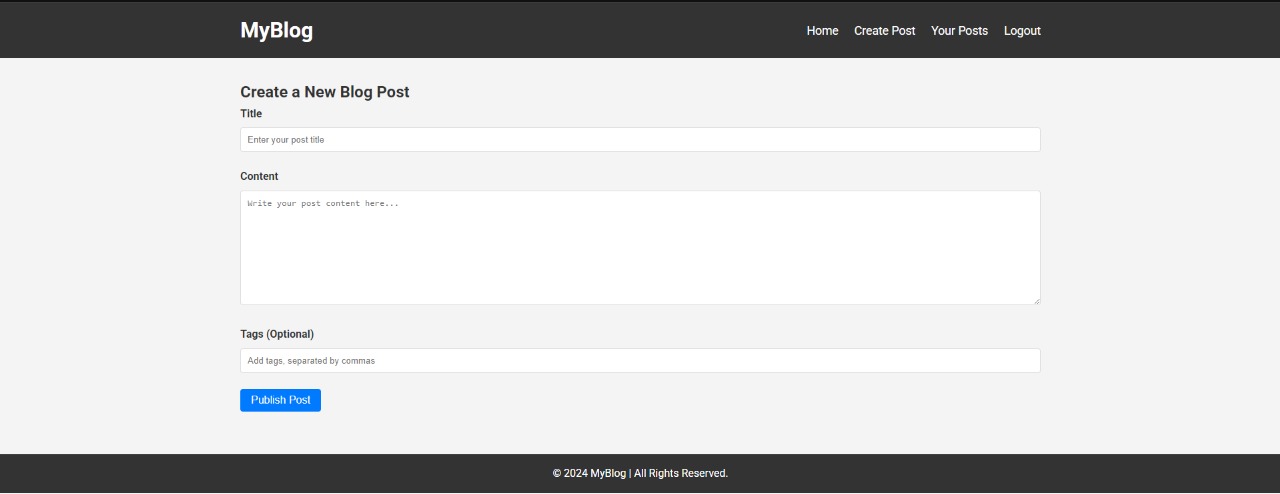 MyBlog
Home Create Post Your Posts Logout
Create a New Blog Post
Title
Enter your post title
Content
Write your post content here...
Tags (Optional)
Add tags, separated by commas
Publish Post
© 2024 MyBlog | All Rights Reserved.